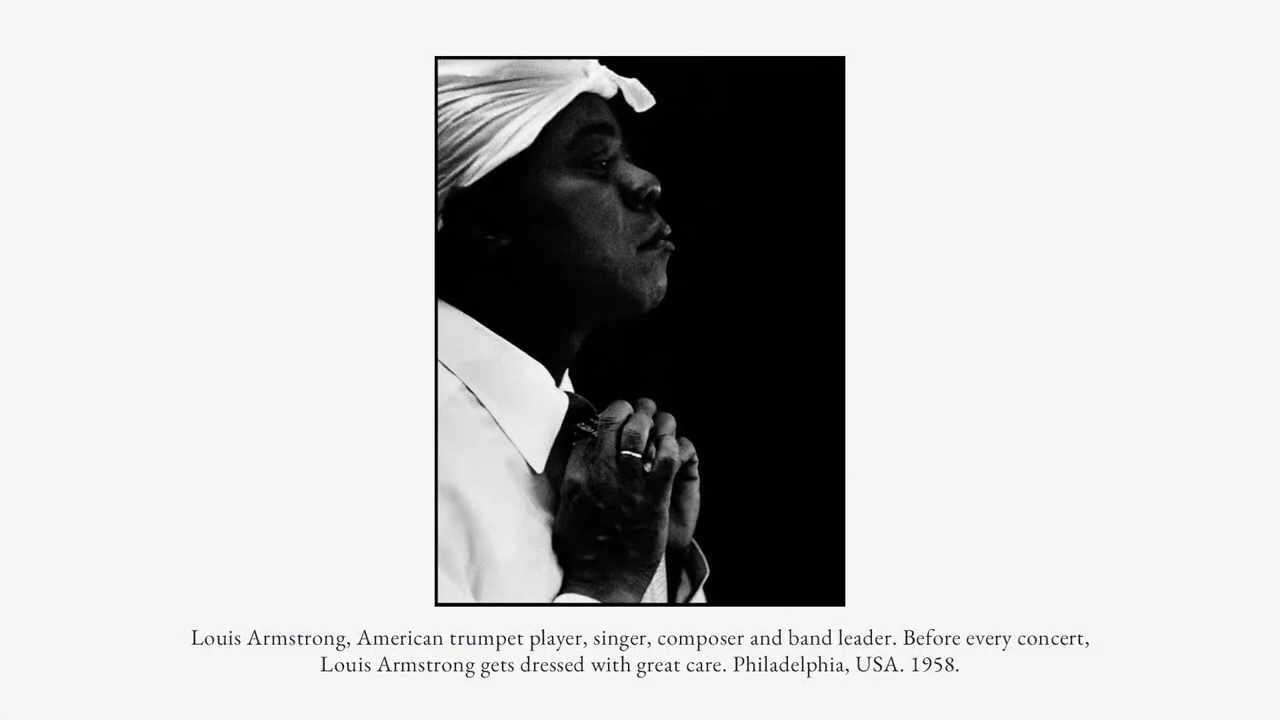 Louis Armstrong, American trumpet player, singer, composer and band leader. Before every concert,
Louis Armstrong gets dressed with great care. Philadelphia, USA. 1958.